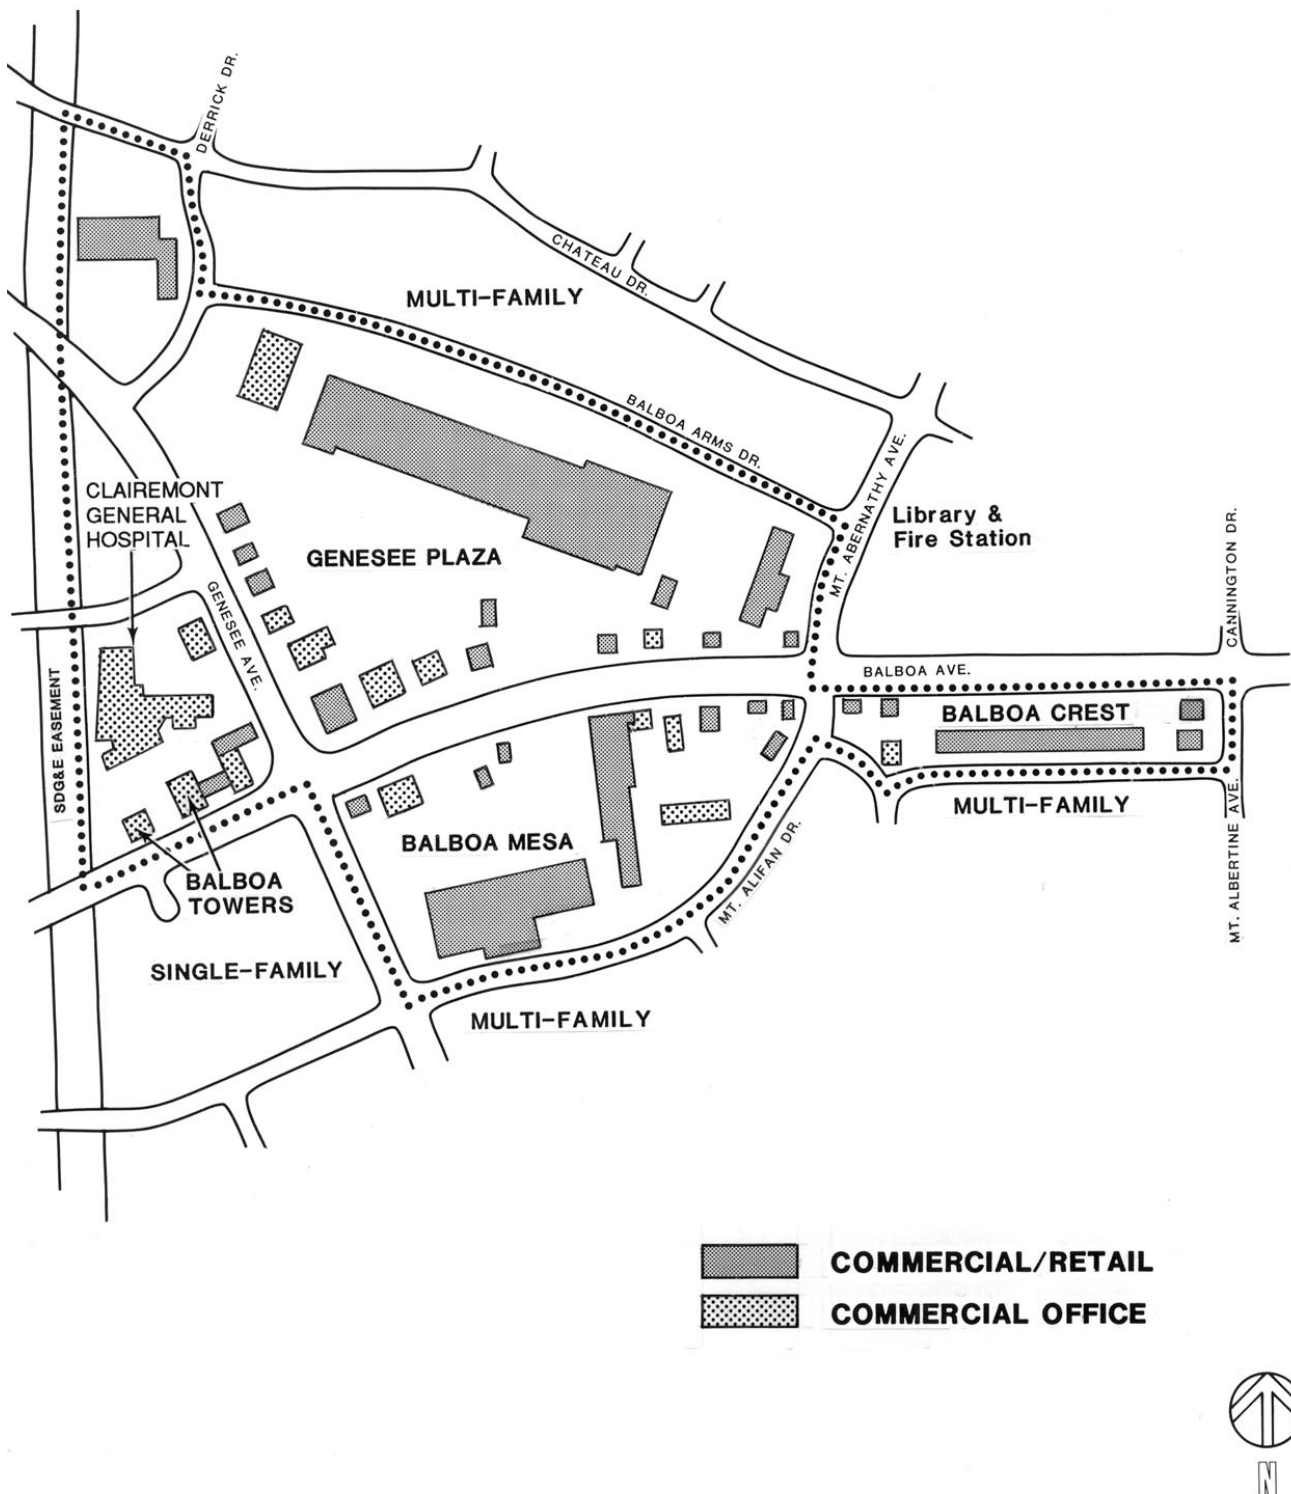 DERRICK DR.
CHATEAU DR.
MULTI-FAMILY
BALBOA ARMS DR.
MT. ABERNATHY AVE.
CLAIREMONT
GENERAL
HOSPITAL
Library &
Fire Station
CANNINGTON DR.
GENESEE PLAZA
GENESEE AVE.
BALBOA AVE.
SDG&E EASEMENT
BALBOA CREST
MULTI-FAMILY
MT. ALBERTINE AVE.
BALBOA MESA
MT. ALIFAN DR.
BALBOA
TOWERS
SINGLE-FAMILY
MULTI-FAMILY
COMMERCIAL/RETAIL
COMMERCIAL OFFICE
N